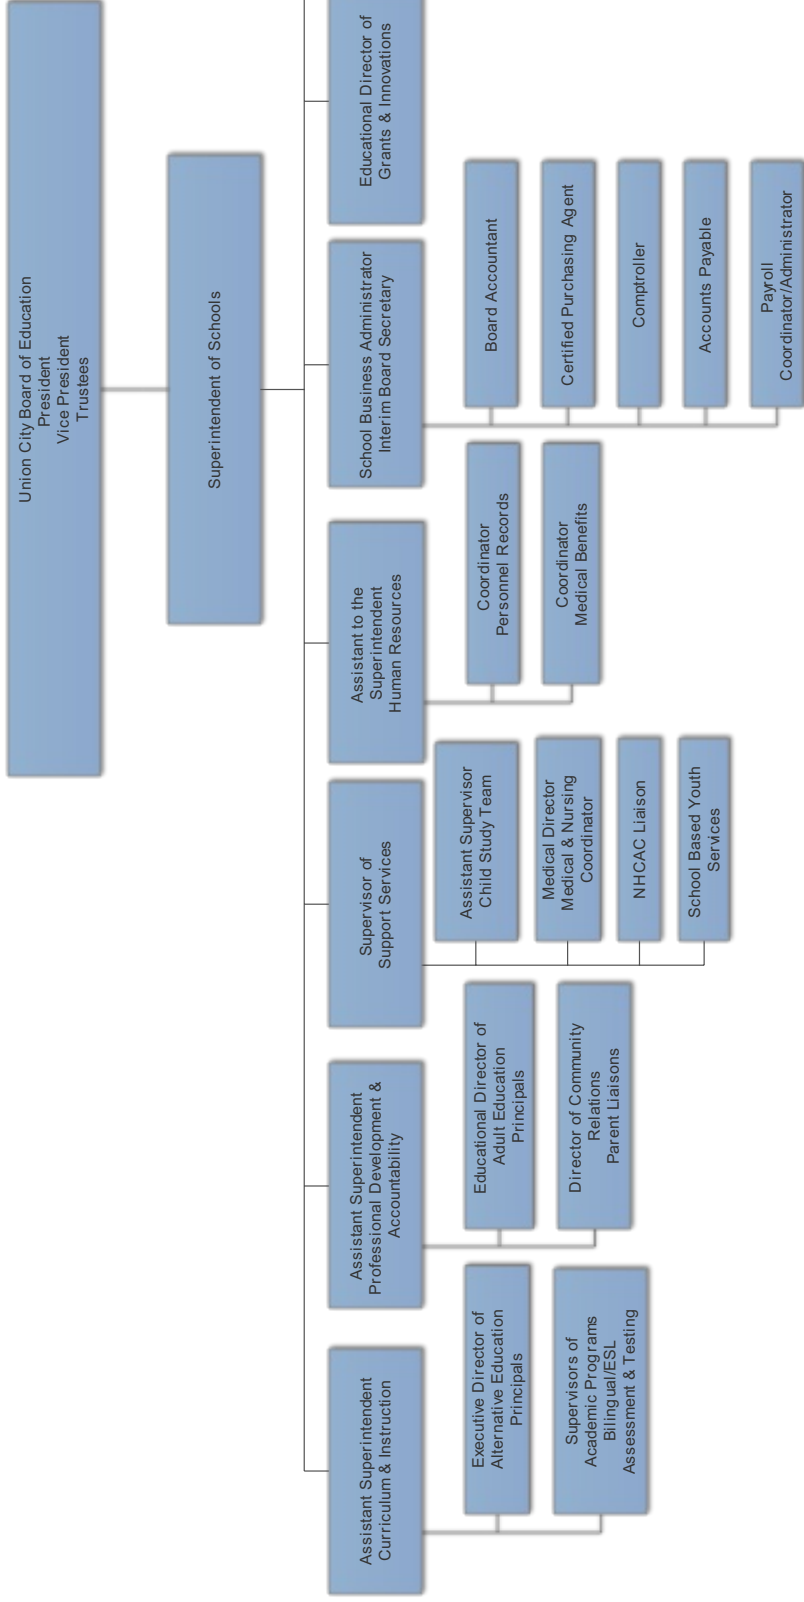 Union City Board of Education
President
Vice President
Trustees
Superintendent of Schools
Assistant Superintendent
Curriculum & Instruction
Executive Director of
Alternative Education
Principals
Supervisors of
Academic Programs
Bilingual/ESL
Assessment & Testing
Assistant Superintendent
Professional Development &
Accountability
Educational Director of
Adult Education
Principals
Director of Community
Relations
Parent Liaisons
Supervisor of
Support Services
Assistant Supervisor
Child Study Team
Medical Director
Medical & Nursing
Coordinator
NHCAC Liaison
School Based Youth
Services
Assistant to the
Superintendent
Human Resources
Coordinator
Personnel Records
Coordinator
Medical Benefits
School Business Administrator
Interim Board Secretary
Board Accountant
Certified Purchasing Agent
Comptroller
Accounts Payable
Payroll
Coordinator/Administrator
Educational Director of
Grants & Innovations